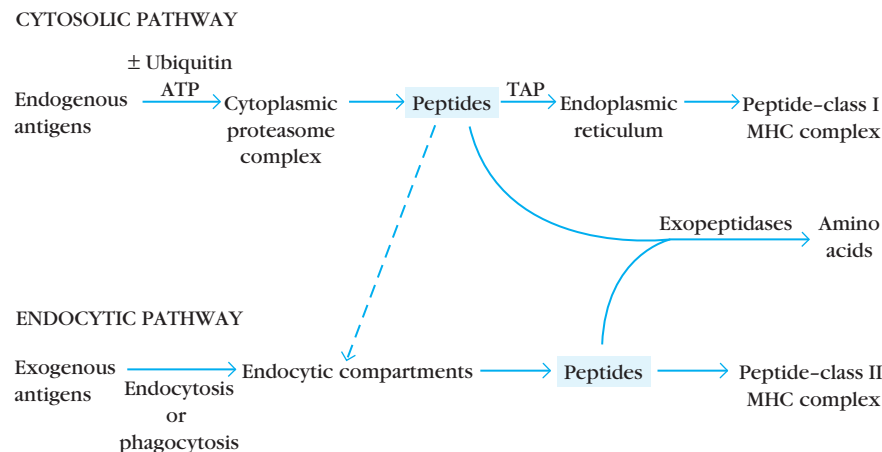 CYTOSOLIC PATHWAY
± Ubiquitin
ATP
TAP
Endogenous
antigens
Cytoplasmic
proteasome
complex
Peptides
Endoplasmic
reticulum
Peptide–class I
MHC complex
Exopeptidases
Amino
acids
ENDOCYTIC PATHWAY
Exogenous
antigens
Endocytosis
or
phagocytosis
Endocytic compartments
Peptides
Peptide–class II
MHC complex